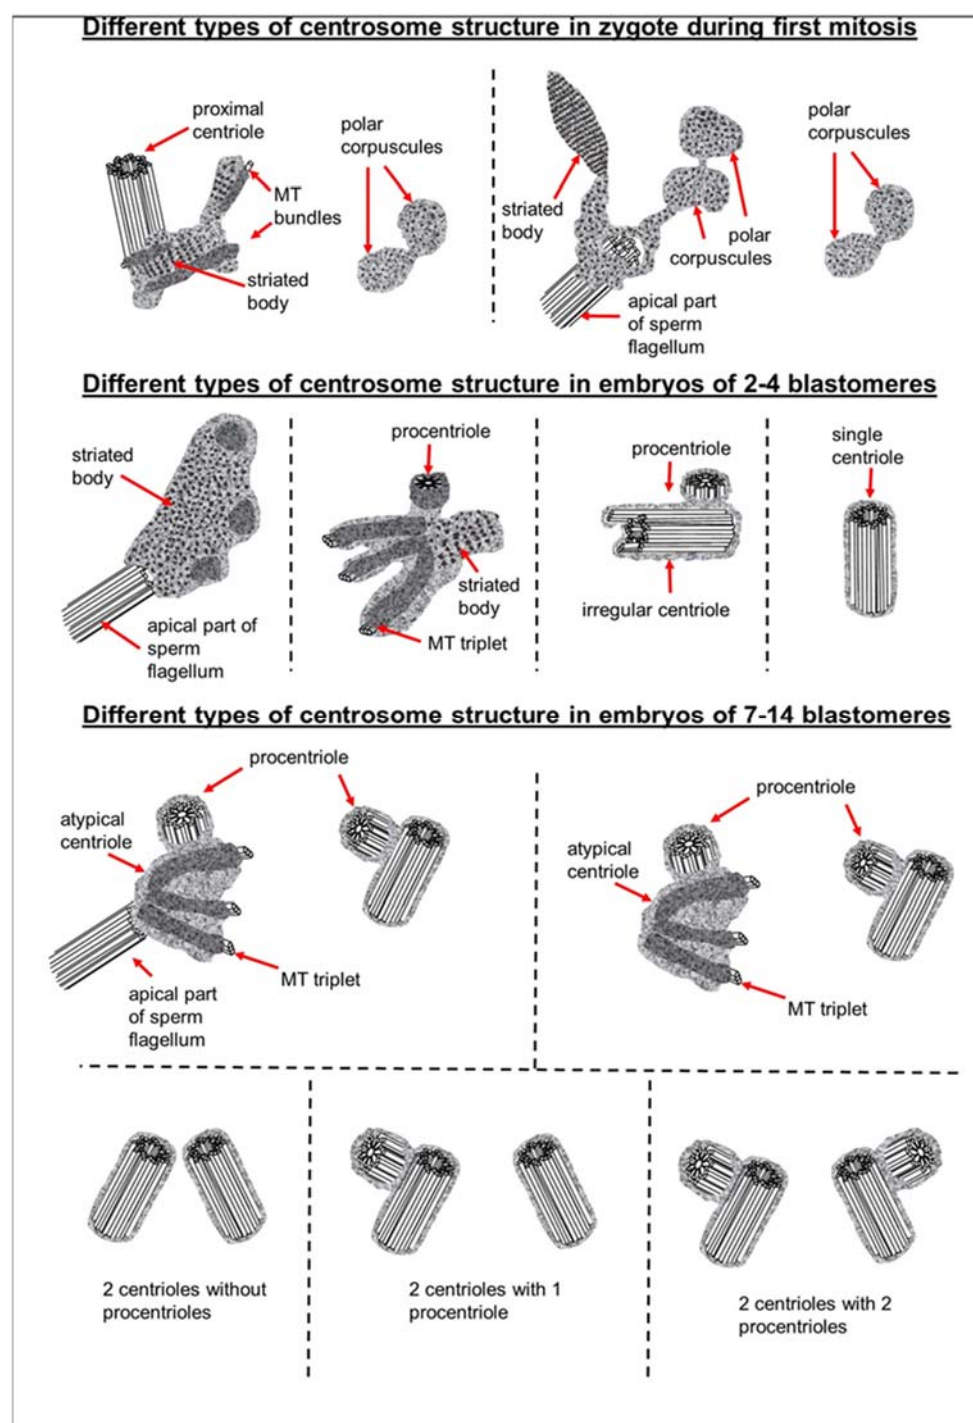 Different types of centrosome structure in zygote during first mitosis
proximal
centriole
MT
bundles
striated
body
polar
corpuscules
striated
body
polar
corpuscules
apical part
of sperm
flagellum
polar
corpuscules
Different types of centrosome structure in embryos of 2-4 blastomeres
striated
body
apical part of
sperm
flagellum
procentriole
striated
body
MT triplet
procentriole
irregular centriole
single
centriole
Different types of centrosome structure in embryos of 7-14 blastomeres
procentriole
atypical
centriole
MT triplet
apical part
of sperm
flagellum
procentriole
atypical
centriole
MT triplet
2 centrioles without
procentrioles
2 centrioles with 1
procentriole
2 centrioles with 2
procentrioles